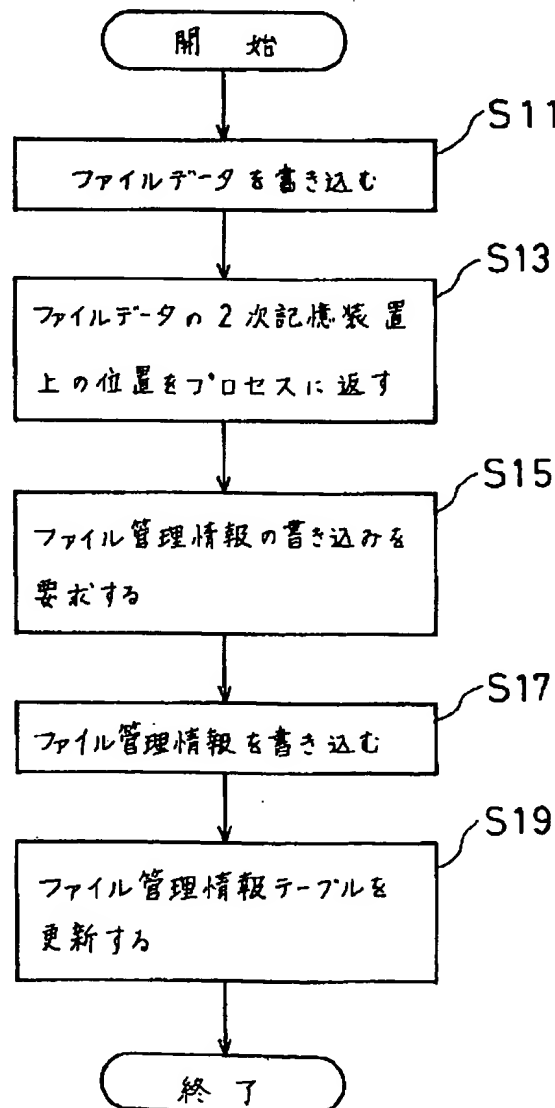 開 始
S11
ファイルデータを書き込む
S13
ファイルデータの2次記憶装置
上の位置をプロセスに返す
S15
ファイル管理情報の書き込みを
要求する
S17
ファイル管理情報を書き込む
S19
ファイル管理情報テーブルを
更新する
終 了